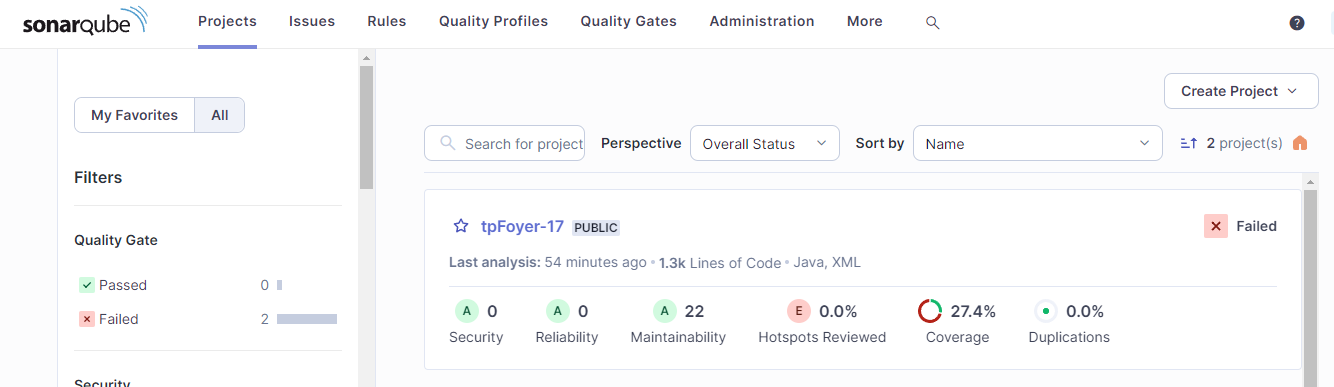 sonarqube Projects Issues Rules Quality Profiles Quality Gates Administration More ?
My Favorites All
Filters
Quality Gate
Passed 0
Failed 2
Security
Create Project
Search for project Perspective Overall Status Sort by Name 2 project(s)
tpFoyer-17 PUBLIC Failed
Last analysis: 54 minutes ago • 1.3k Lines of Code • Java, XML
A 0 A 0 A 22 E 0.0% 27.4% 0.0%
Security Reliability Maintainability Hotspots Reviewed Coverage Duplications